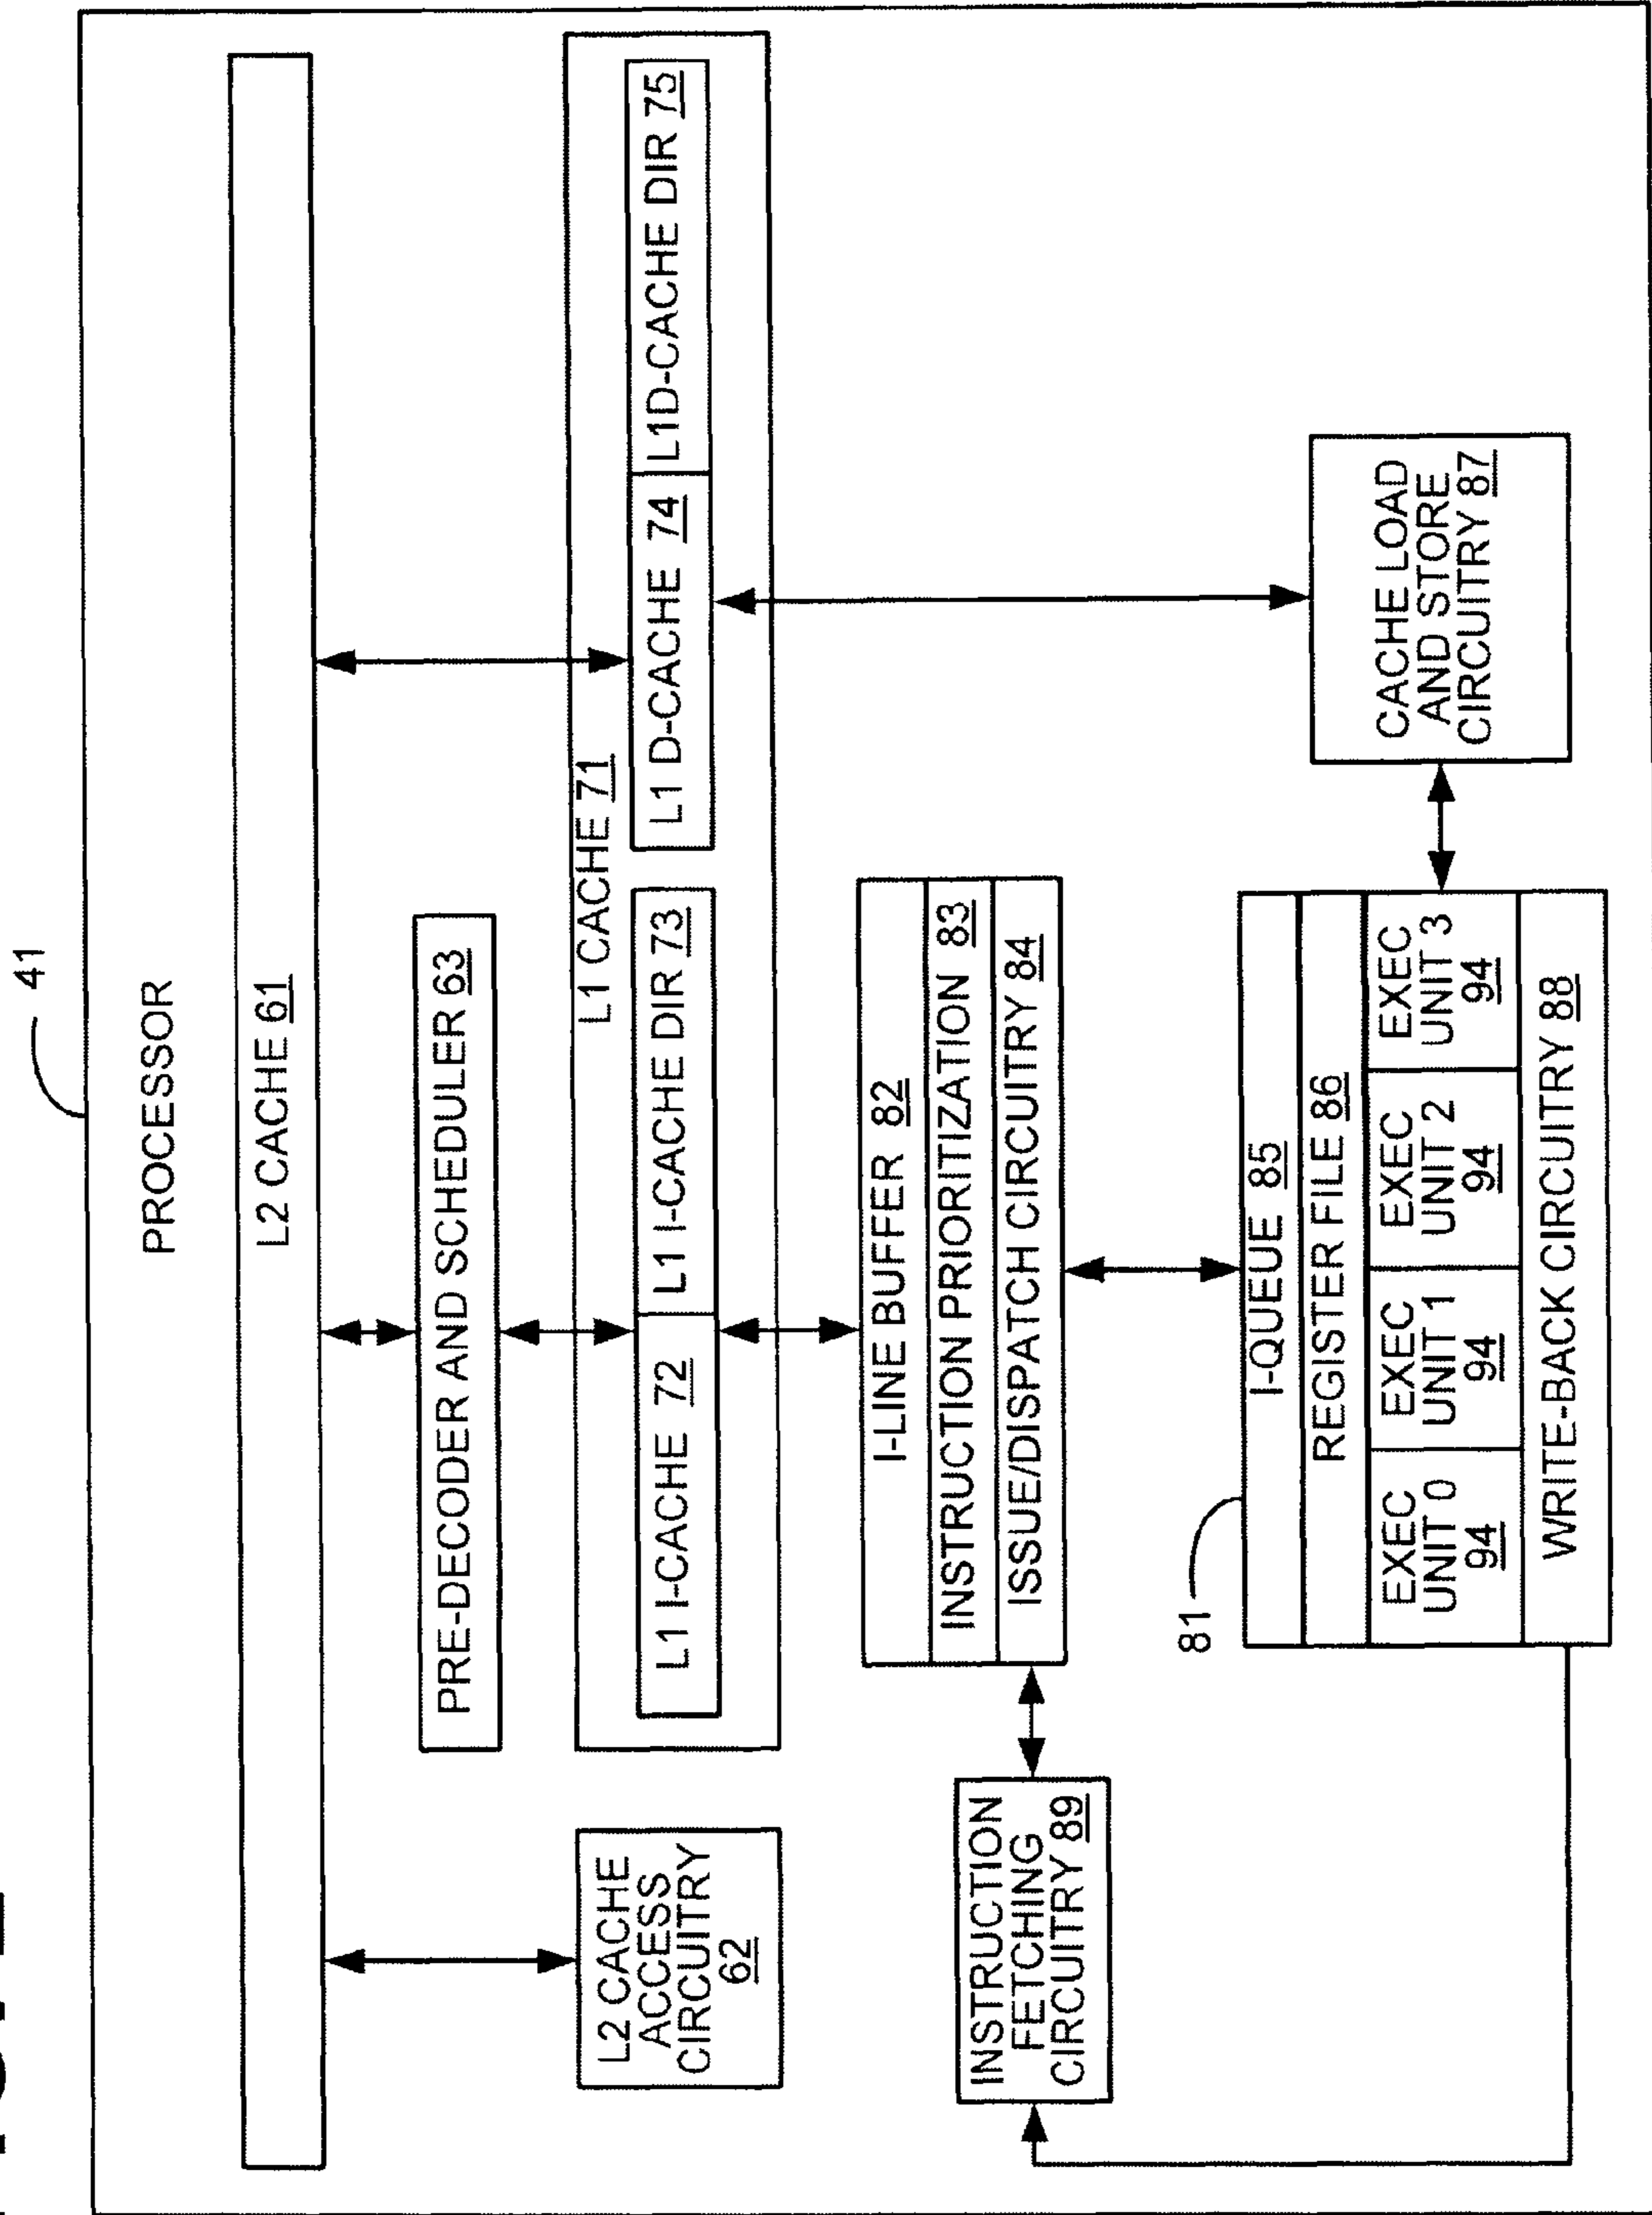 41
PROCESSOR
L2 CACHE 61
PRE-DECODER AND SCHEDULER 63
L2 CACHE
ACCESS
CIRCUITRY
62
L1 CACHE 71
L1 I-CACHE 72
L1 I-CACHE DIR 73
L1 D-CACHE 74
L1D-CACHE DIR 75
I-LINE BUFFER 82
INSTRUCTION PRIORITIZATION 83
ISSUE/DISPATCH CIRCUITRY 84
INSTRUCTION
FETCHING
CIRCUITRY 89
81
I-QUEUE 85
REGISTER FILE 86
EXEC
UNIT 0
94
EXEC
UNIT 1
94
EXEC
UNIT 2
94
EXEC
UNIT 3
94
WRITE-BACK CIRCUITRY 88
CACHE LOAD
AND STORE
CIRCUITRY 87